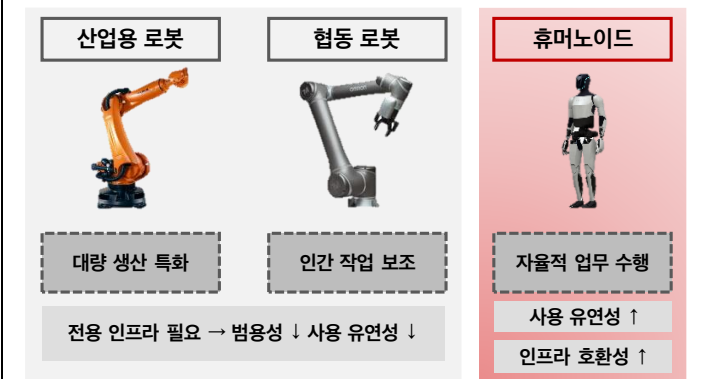 산업용 로봇
협동 로봇
휴머노이드
대량 생산 특화
인간 작업 보조
자율적 업무 수행
전용 인프라 필요 → 범용성 ↓ 사용 유연성 ↓
사용 유연성 ↑
인프라 호환성 ↑